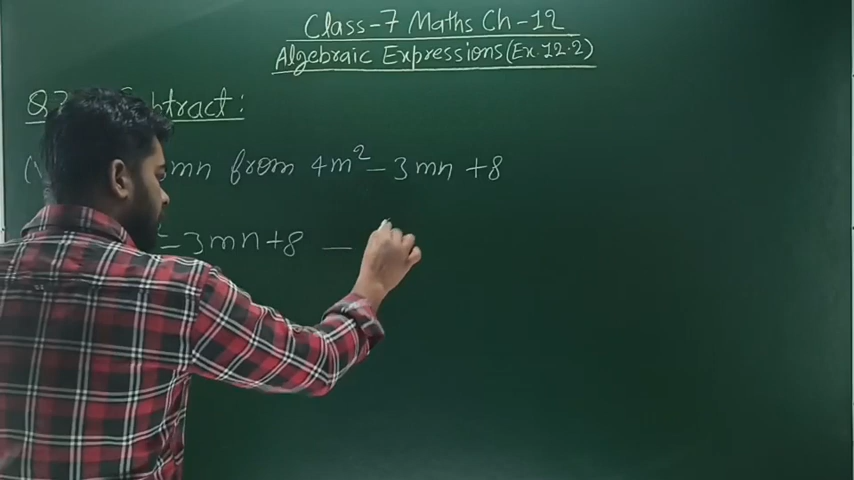 Class-7 Maths Ch-12
Algebraic Expressions (Ex.12.2)
Subtract:
mn from 4m² - 3mn + 8
- 3mn + 8 -